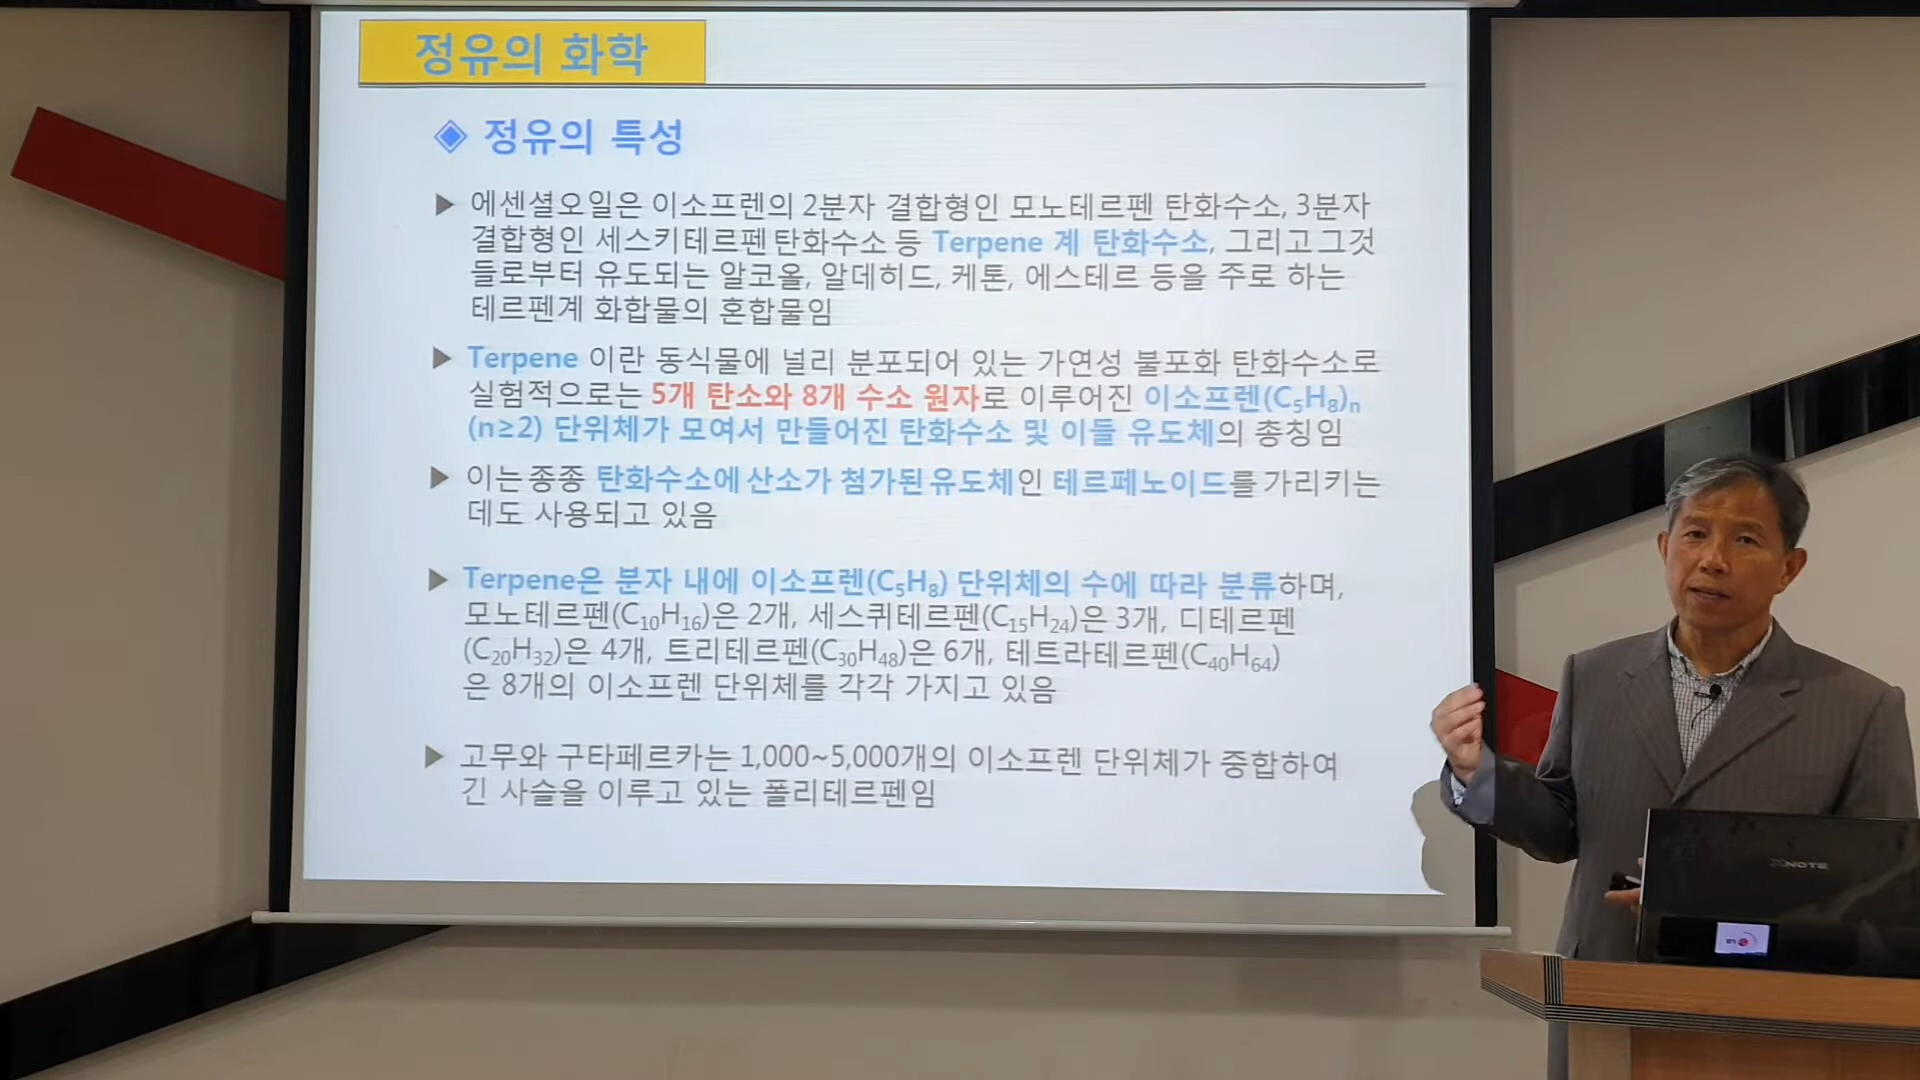 정유의 화학
◈ 정유의 특성
▶ 에센셜오일은 이소프렌의 2분자 결합형인 모노테르펜 탄화수소, 3분자
결합형인 세스키테르펜 탄화수소 등 Terpene 계 탄화수소, 그리고 그것
들로부터 유도되는 알코올, 알데히드, 케톤, 에스테르 등을 주로 하는
테르펜계 화합물의 혼합물임
▶ Terpene 이란 동식물에 널리 분포되어 있는 가연성 불포화 탄화수소로
실험적으로는 5개 탄소와 8개 수소 원자로 이루어진 이소프렌(C₅H₈)ₙ
(n≥2) 단위체가 모여서 만들어진 탄화수소 및 이들 유도체의 총칭임
▶ 이는 종종 탄화수소에 산소가 첨가된 유도체인 테르페노이드를 가리키는
데도 사용되고 있음
▶ Terpene은 분자 내에 이소프렌(C₅H₈) 단위체의 수에 따라 분류하며,
모노테르펜(C₁₀H₁₆)은 2개, 세스퀴테르펜(C₁₅H₂₄)은 3개, 디테르펜
(C₂₀H₃₂)은 4개, 트리테르펜(C₃₀H₄₈)은 6개, 테트라테르펜(C₄₀H₆₄)
은 8개의 이소프렌 단위체를 각각 가지고 있음
▶ 고무와 구타페르카는 1,000~5,000개의 이소프렌 단위체가 중합하여
긴 사슬을 이루고 있는 폴리테르펜임
XNOTE
LG